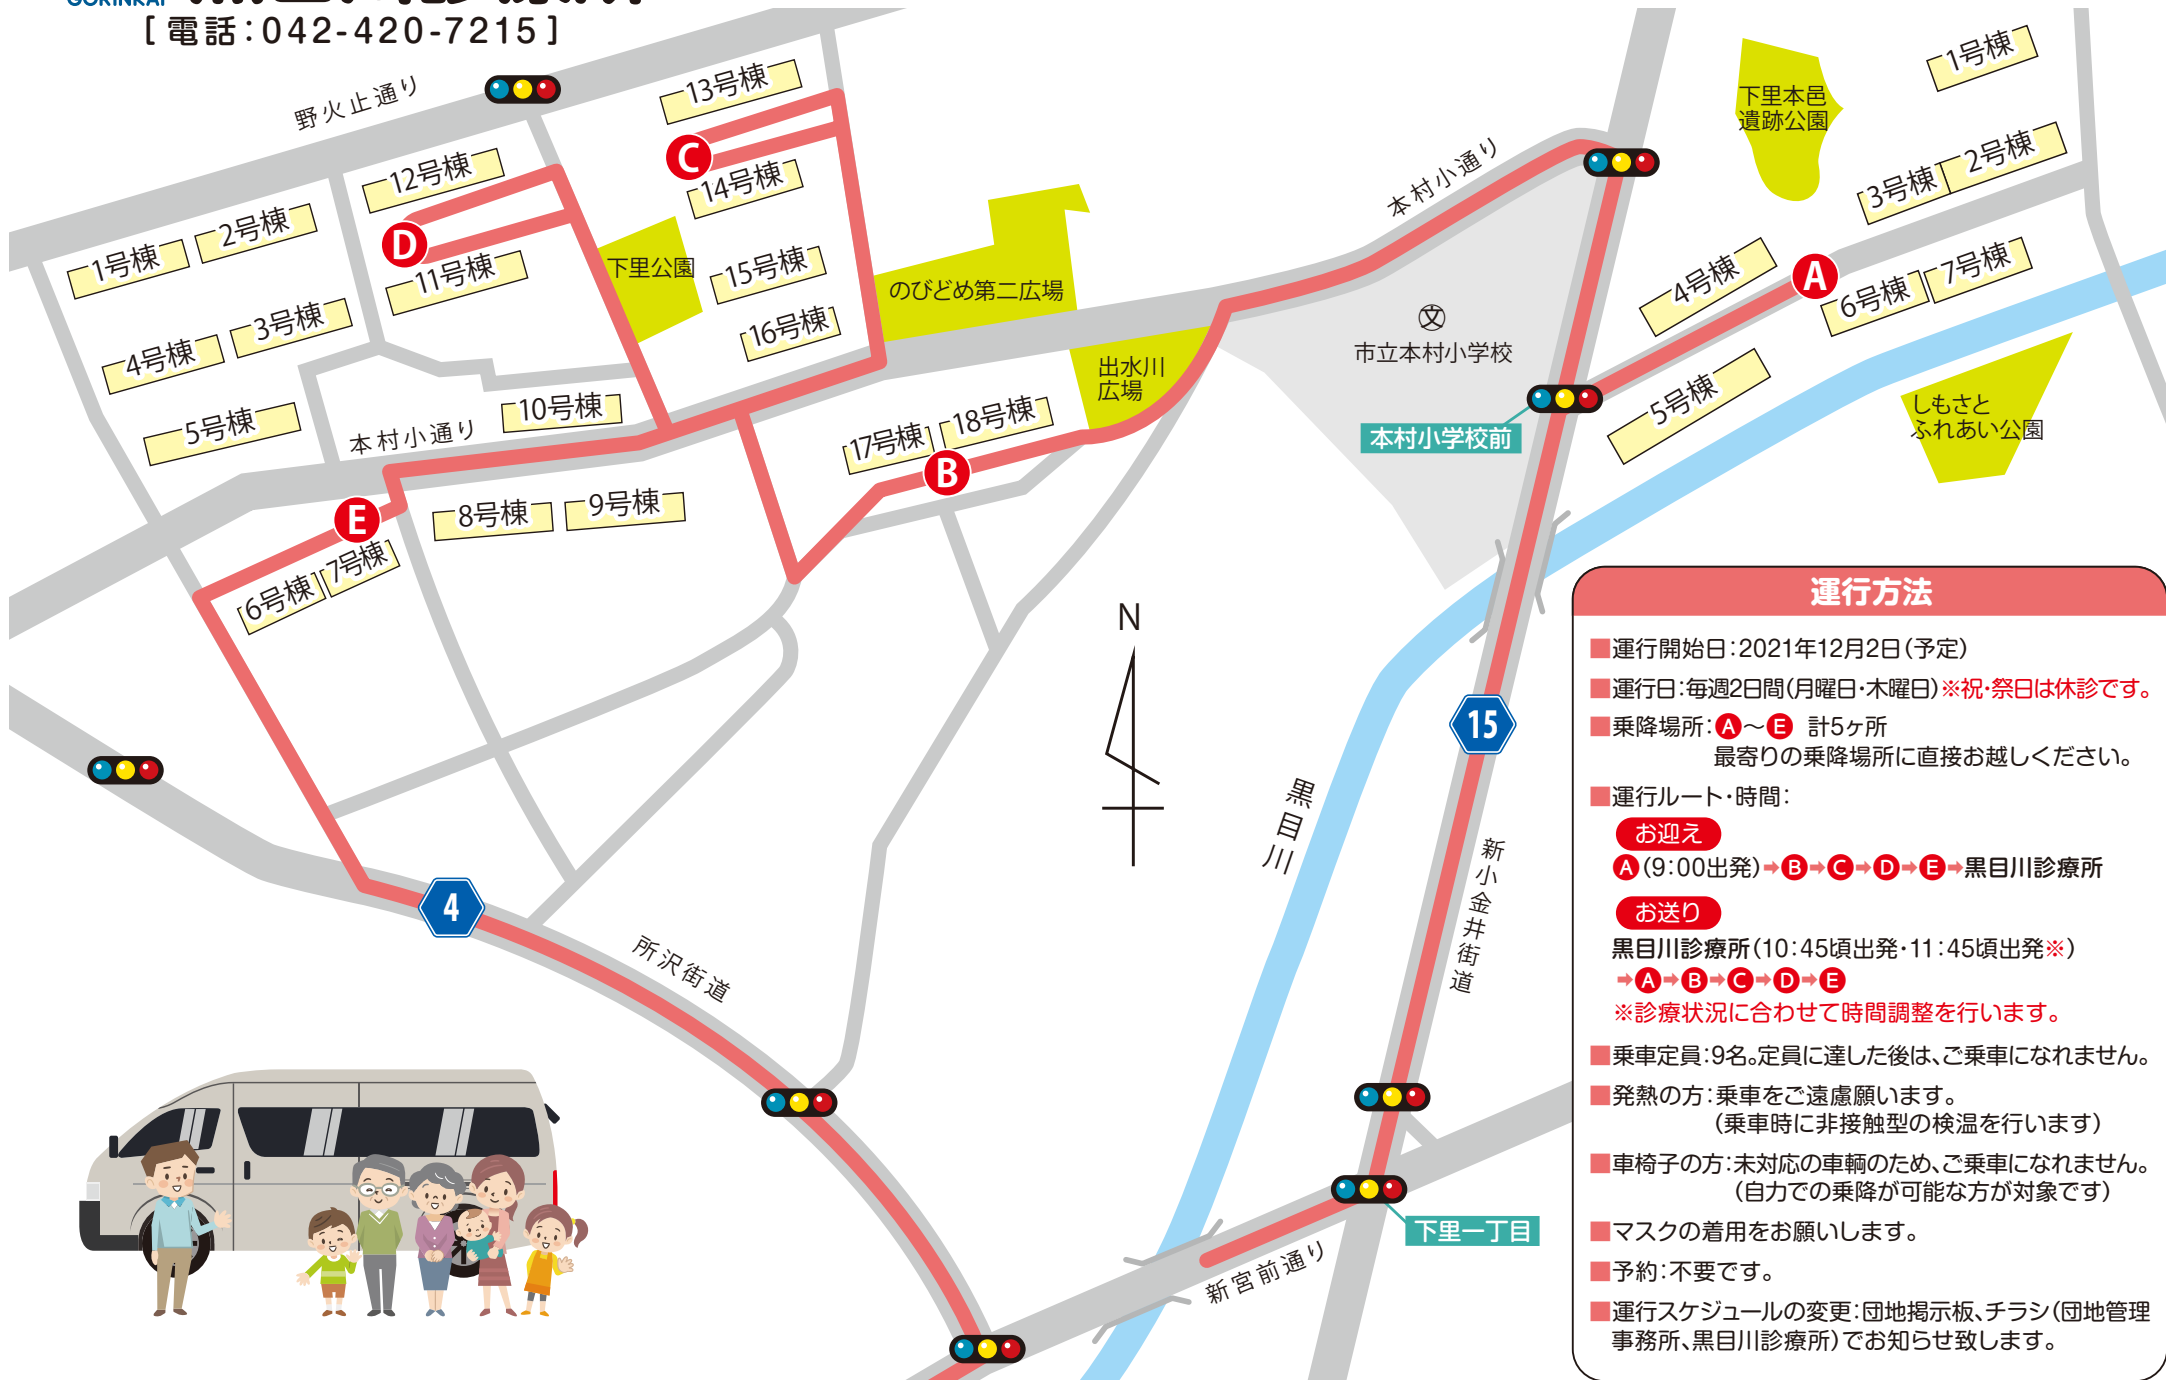 [電話:042-420-7215]
野火止通り
13号棟
12号棟
14号棟
1号棟
2号棟
11号棟
下里公園
15号棟
のびどめ第二広場
3号棟
4号棟
16号棟
5号棟
10号棟
本村小通り
17号棟
18号棟
出水川
広場
8号棟
9号棟
6号棟
7号棟
C
D
B
E
本村小通り
文
市立本村小学校
本村小学校前
下里本邑
遺跡公園
1号棟
2号棟
3号棟
4号棟
A
6号棟
7号棟
5号棟
しもさと
ふれあい公園
N
黒目川
15
新小金井街道
4
所沢街道
下里一丁目
新宮前通り
運行方法
■運行開始日:2021年12月2日(予定)
■運行日:毎週2日間(月曜日・木曜日)※祝・祭日は休診です。
■乗降場所:A~E 計5ヶ所
最寄りの乗降場所に直接お越しください。
■運行ルート・時間:
お迎え
A(9:00出発)➡B➡C➡D➡E➡黒目川診療所
お送り
黒目川診療所(10:45頃出発・11:45頃出発※)
➡A➡B➡C➡D➡E
※診療状況に合わせて時間調整を行います。
■乗車定員:9名。定員に達した後は、ご乗車になれません。
■発熱の方:乗車をご遠慮願います。
(乗車時に非接触型の検温を行います)
■車椅子の方:未対応の車輌のため、ご乗車になれません。
(自力での乗降が可能な方が対象です)
■マスクの着用をお願いします。
■予約:不要です。
■運行スケジュールの変更:団地掲示板、チラシ(団地管理
事務所、黒目川診療所)でお知らせ致します。